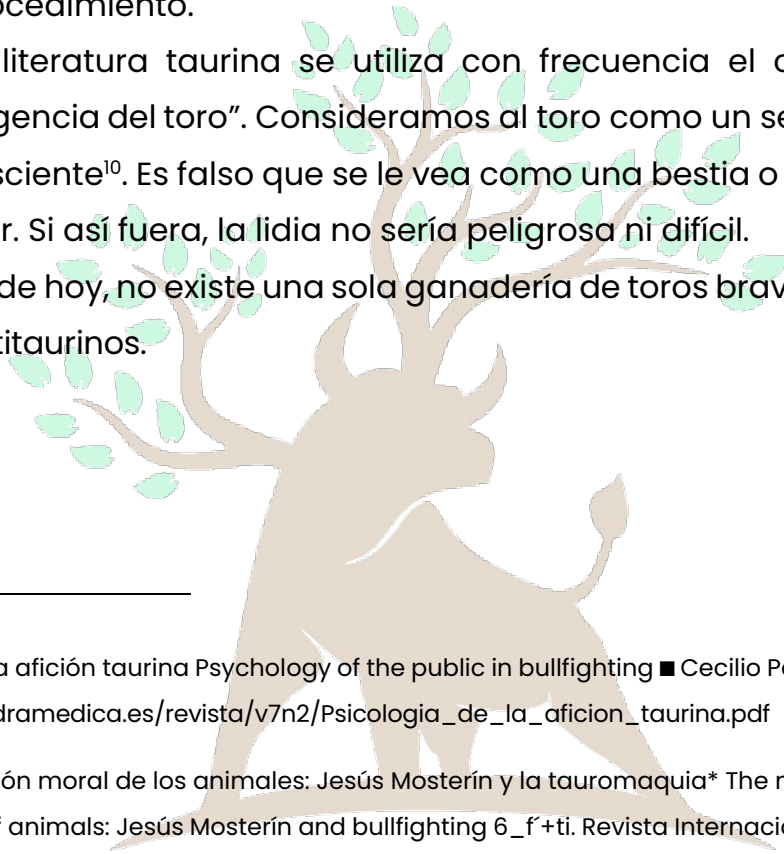 ocedimiento.
literatura taurina se utiliza con frecuencia el c
gencia del toro”. Consideramos al toro como un se
sciente¹⁰. Es falso que se le vea como una bestia o
r. Si así fuera, la lidia no sería peligrosa ni difícil.
de hoy, no existe una sola ganadería de toros brav
titaurinos.
a afición taurina Psychology of the public in bullfighting ■ Cecilio Pa
dramedica.es/revista/v7n2/Psicologia_de_la_aficion_taurina.pdf
ón moral de los animales: Jesús Mosterín y la tauromaquia* The m
f animals: Jesús Mosterín and bullfighting 6_f´+ti. Revista Internacio